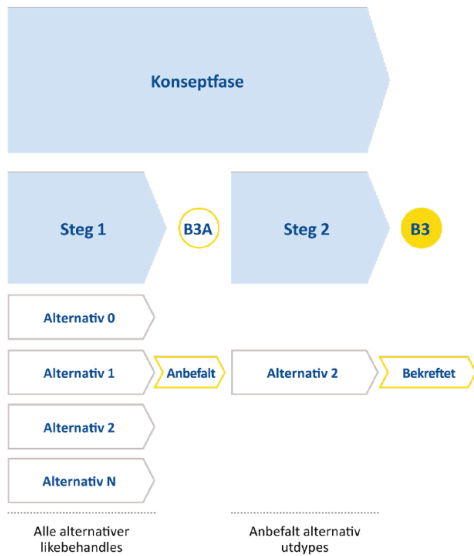 Konseptfase
Steg 1
B3A
Steg 2
B3
Alternativ 0
Alternativ 1
Anbefalt
Alternativ 2
Bekreftet
Alternativ 2
Alternativ N
Alle alternativer
likebehandles
Anbefalt alternativ
utdypes